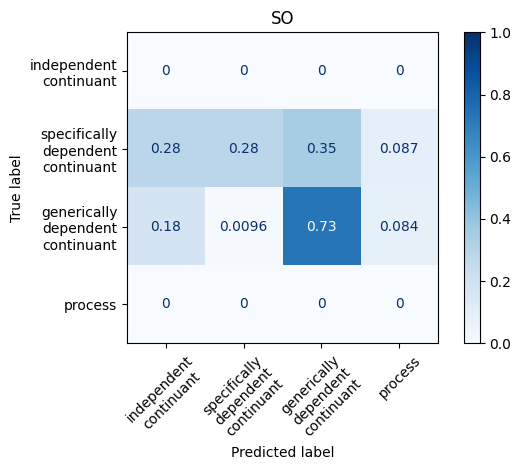 SO
independent
continuant
specifically
dependent
continuant
generically
dependent
continuant
process
True label
0 0 0 0
0.28 0.28 0.35 0.087
0.18 0.0096 0.73 0.084
0 0 0 0
independent
continuant
specifically
dependent
continuant
generically
dependent
continuant
process
Predicted label
1.0
0.8
0.6
0.4
0.2
0.0